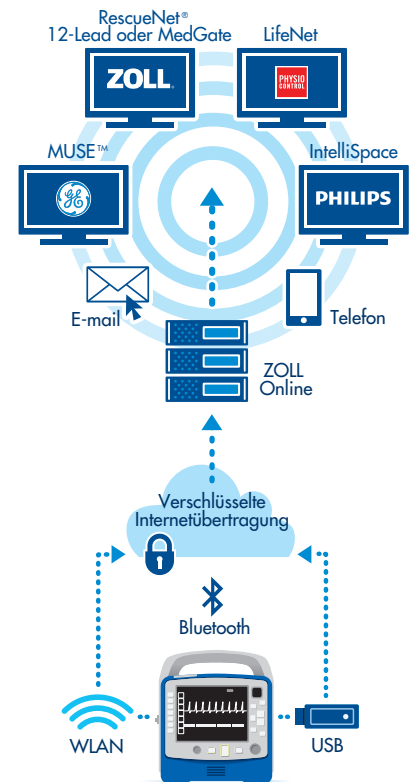 RescueNet®
12-Lead oder MedGate
LifeNet
ZOLL
PHYSIO
CONTROL
MUSE™
IntelliSpace
GE
PHILIPS
E-mail
Telefon
ZOLL
Online
Verschlüsselte
Internetübertragung
Bluetooth
WLAN
USB